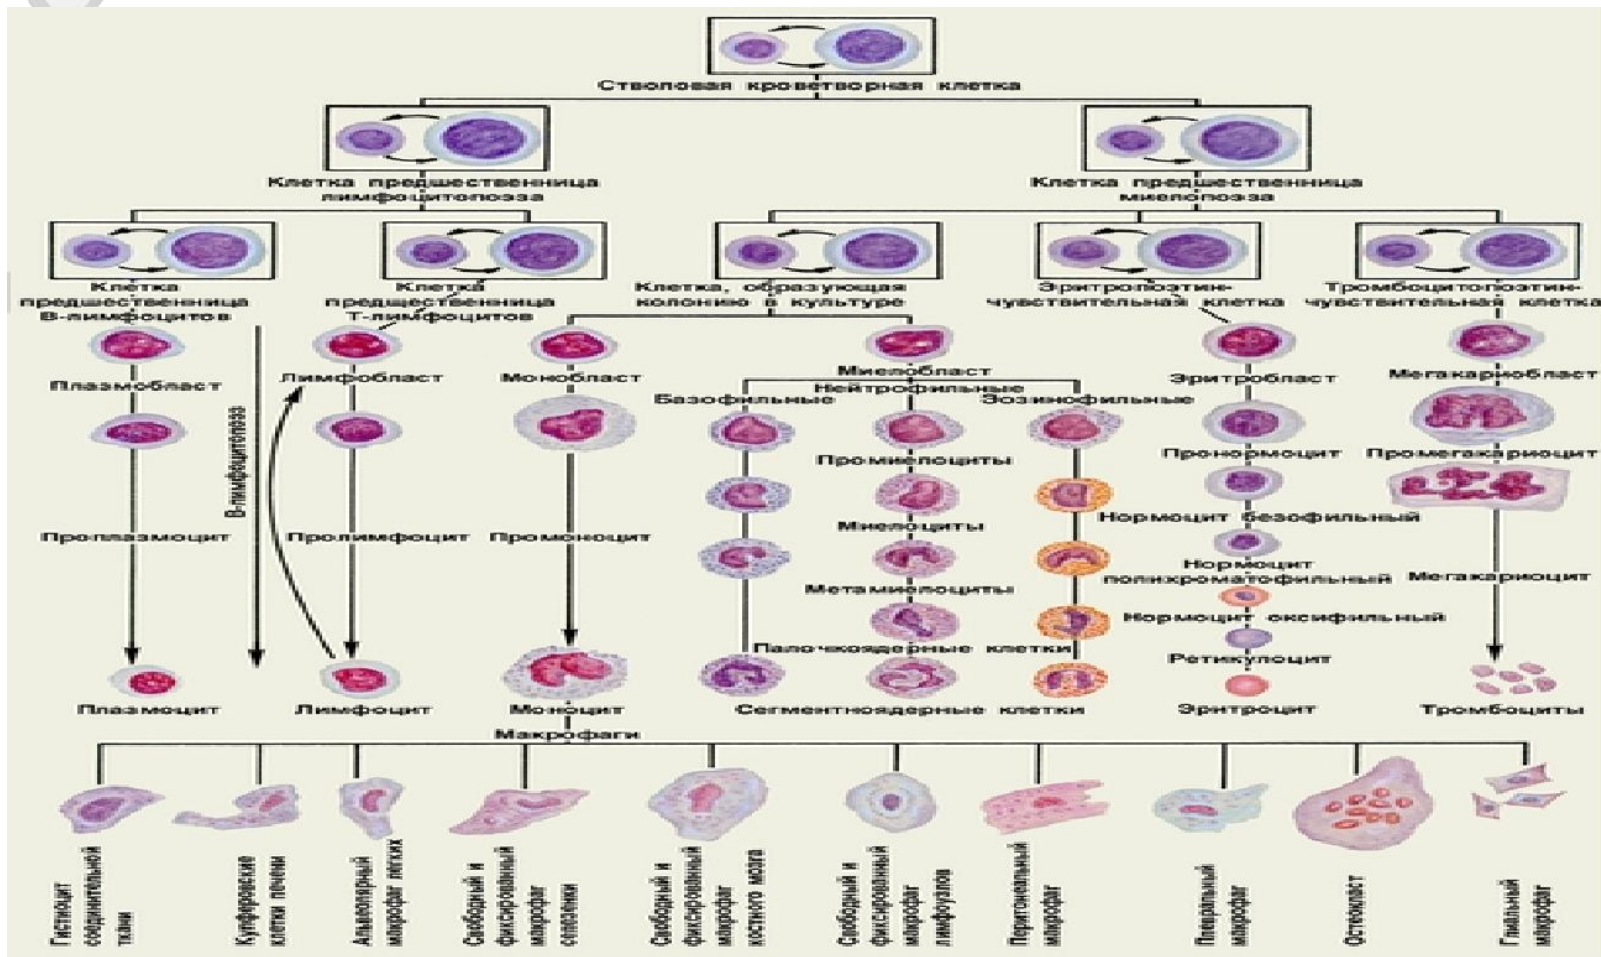 Стволовая кроветворная клетка
Клетка предшественница
лимфоцитопоэза
Клетка предшественница
миелопоэза
Клетка
предшественница
В-лимфоцитов
Клетка
предшественница
Т-лимфоцитов
Клетка, образующая
колонию в культуре
Эритропоэтин-
чувствительная клетка
Тромбоцитопоэтин-
чувствительная клетка
Плазмобласт
Лимфобласт
Монобласт
Миелобласт
Эритробласт
Мегакариобласт
Базофильные
Нейтрофильные
Эозинофильные
В-лимфоцитопоэз
Промиелоциты
Пронормоцит
Промегакариоцит
Миелоциты
Нормоцит безофильный
Проплазмоцит
Пролимфоцит
Промоноцит
Метамиелоциты
Нормоцит
полихроматофильный
Мегакариоцит
Нормоцит оксифильный
Палочкоядерные клетки
Ретикулоцит
Плазмоцит
Лимфоцит
Моноцит
Сегментноядерные клетки
Эритроцит
Тромбоциты
Макрофаги
Гистиоцит
соединительной
ткани
Купферовские
клетки печени
Альвеолярный
макрофаг легких
Свободный и
фиксированный
макрофаг
селезенки
Свободный и
фиксированный
макрофаг
костного мозга
Свободный и
фиксированный
макрофаг
лимфоузлов
Перитонеальный
макрофаг
Плевральный
макрофаг
Остеокласт
Глиальный
макрофаг